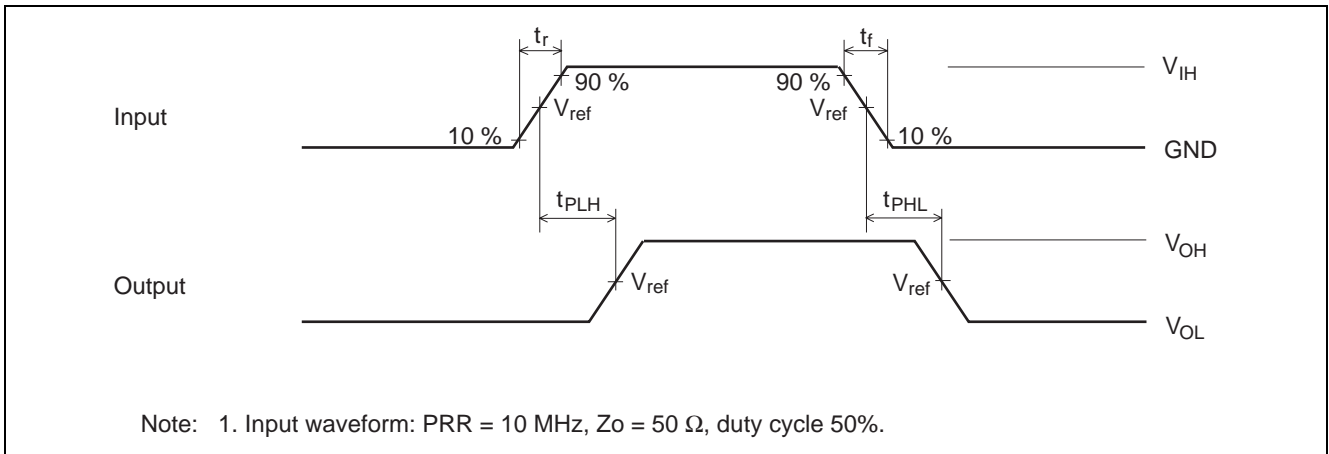 tr
tf
90 %
90 %
VIH
Input
Vref
Vref
10 %
10 %
GND
tPLH
tPHL
VOH
Output
Vref
Vref
VOL
Note: 1. Input waveform: PRR = 10 MHz, Zo = 50 Ω, duty cycle 50%.